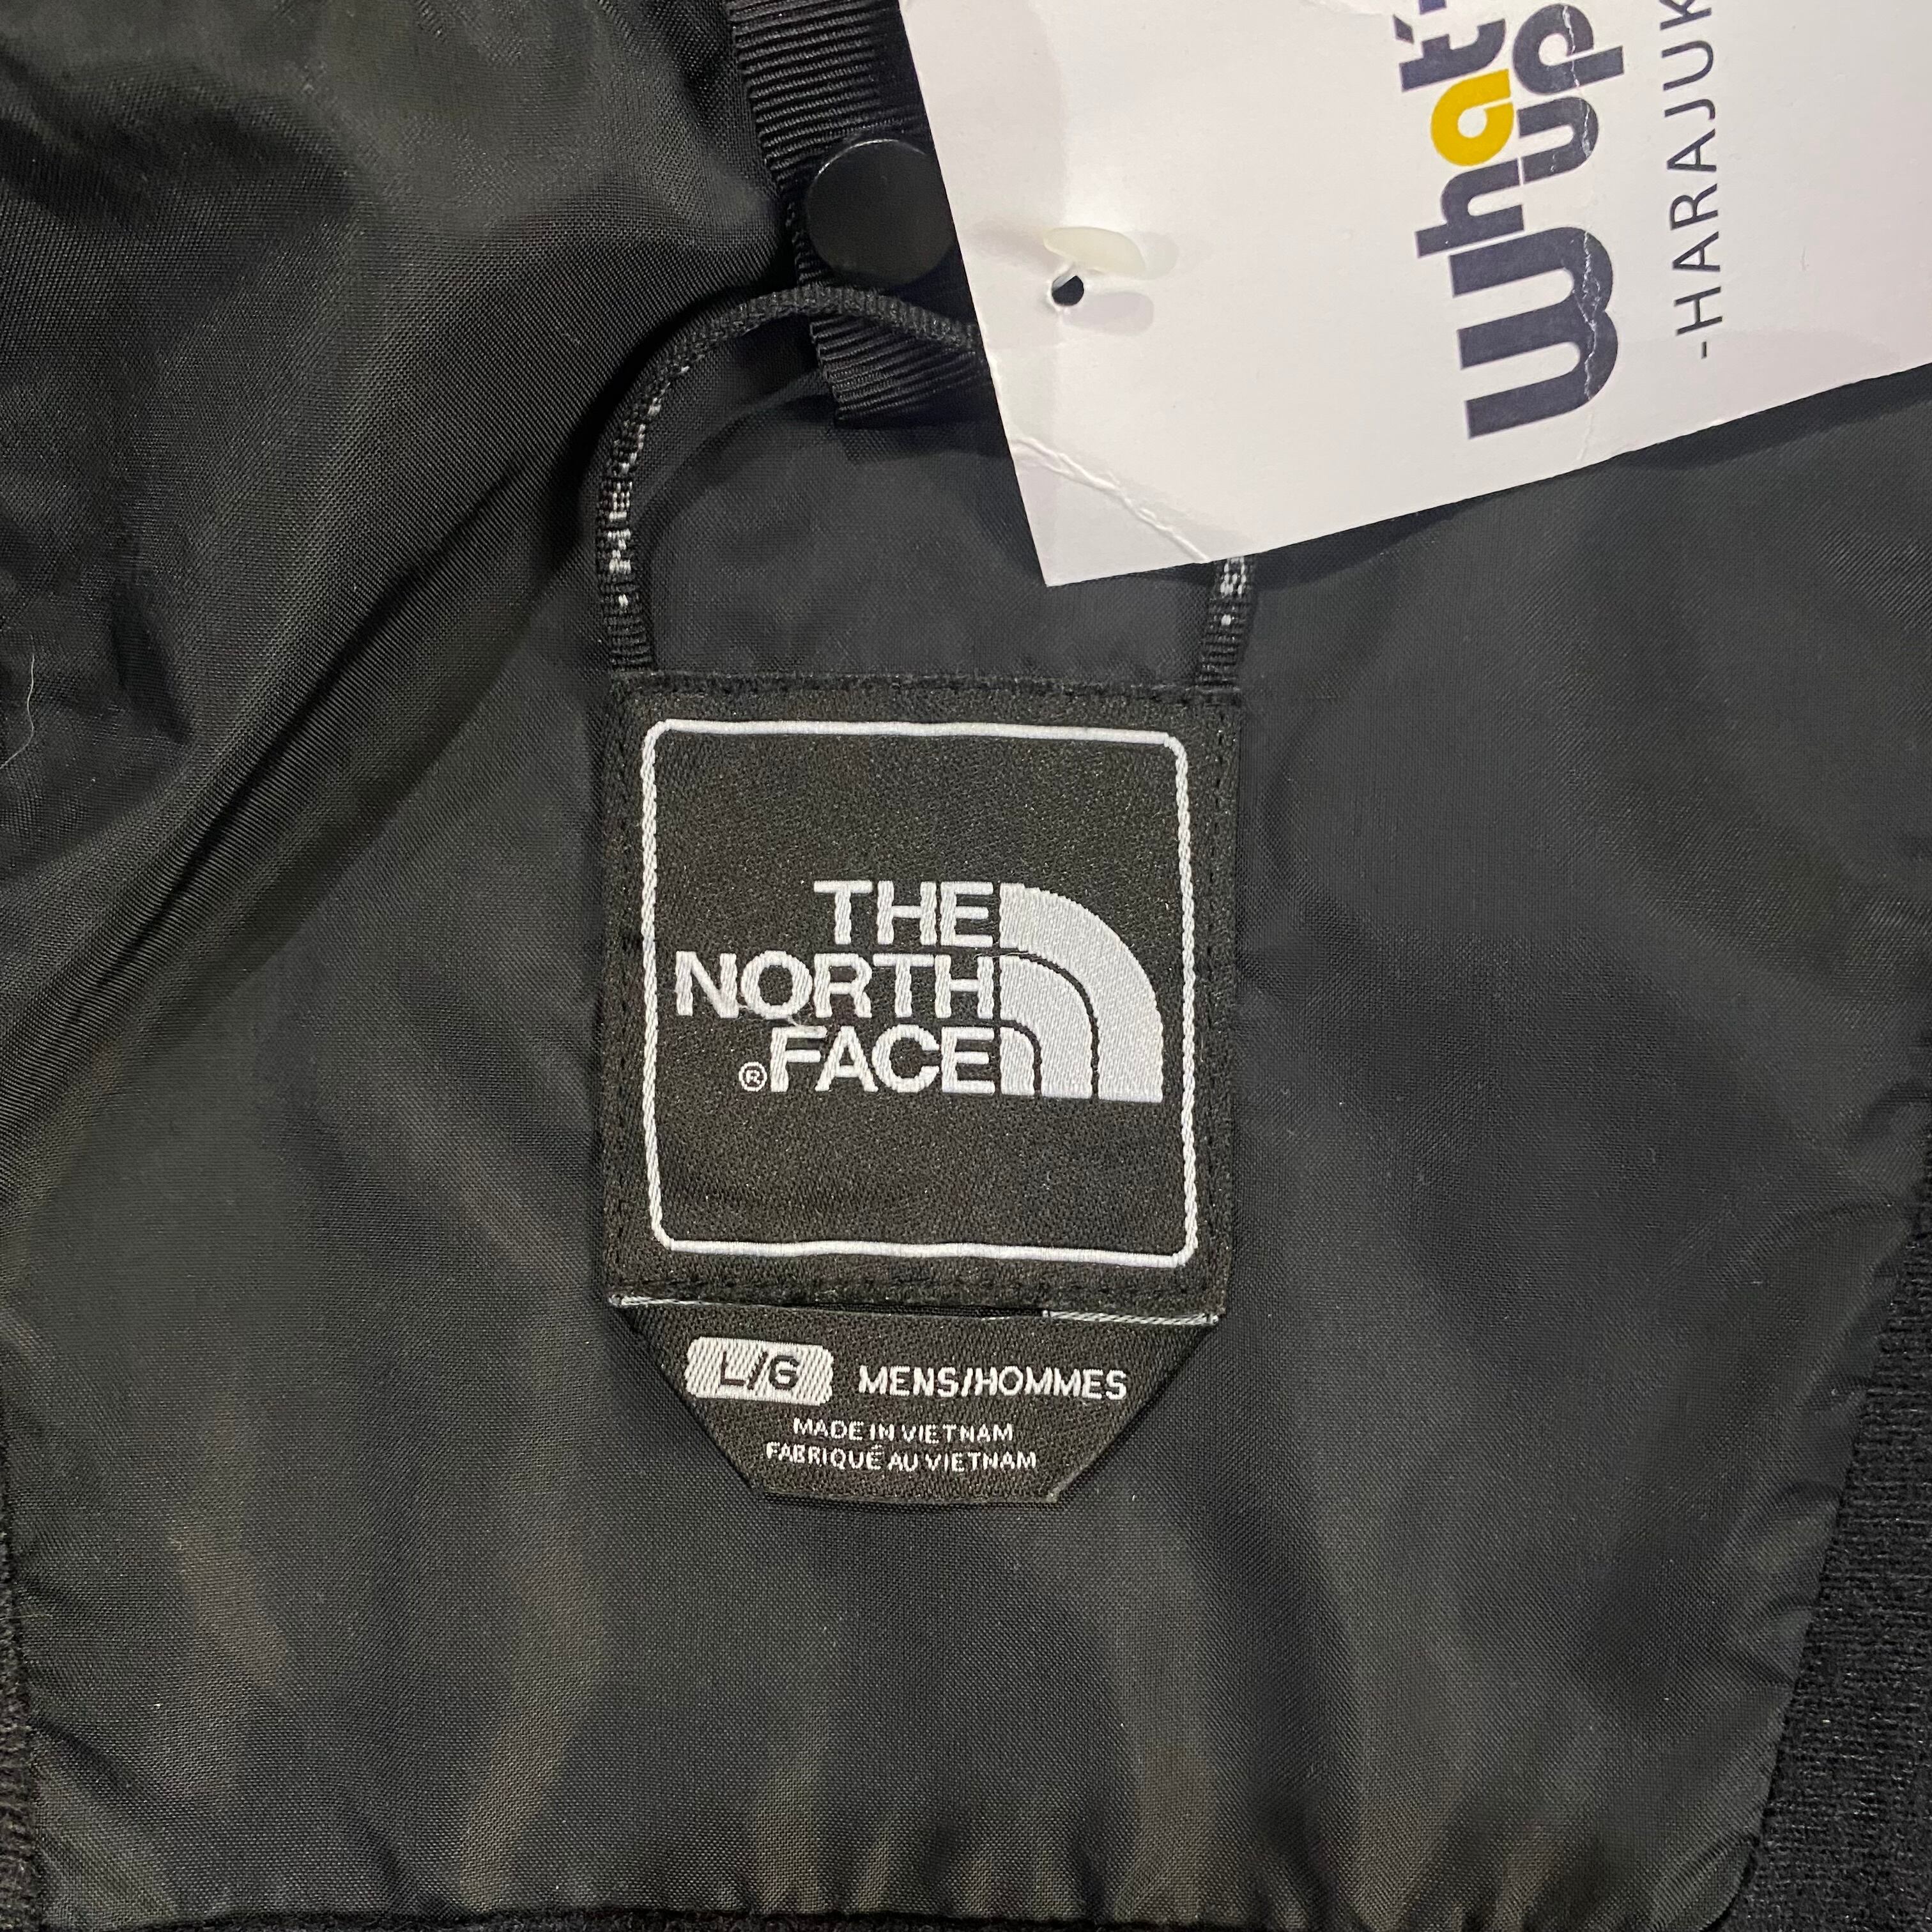 What'
up
-HARAJUK
THE
NORTH
FACE®
L/G MENS/HOMMES
MADE IN VIETNAM
FABRIQUÉ AU VIETNAM